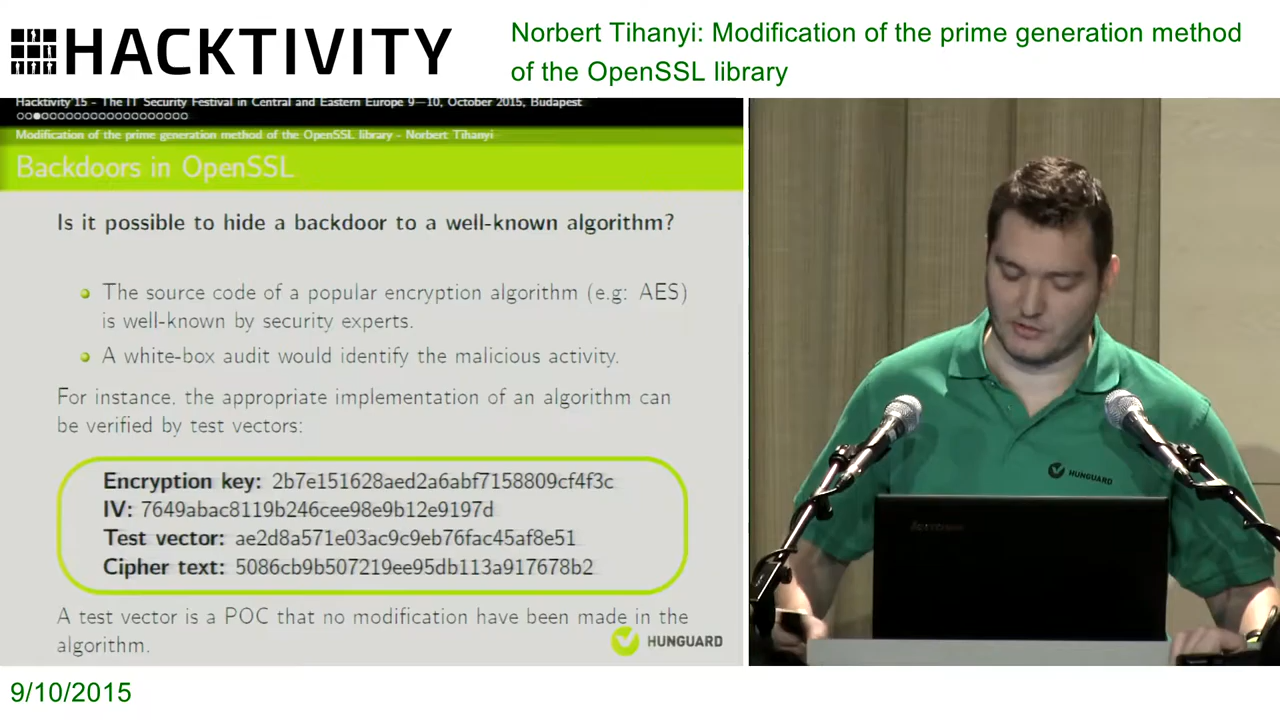 HACKTIVITY
Norbert Tihanyi: Modification of the prime generation method
of the OpenSSL library
Hacktivity'15 - The IT Security Festival in Central and Eastern Europe 9—10, October 2015, Budapest
Modification of the prime generation method of the OpenSSL library - Norbert Tihanyi
Backdoors in OpenSSL
Is it possible to hide a backdoor to a well-known algorithm?
The source code of a popular encryption algorithm (e.g: AES)
is well-known by security experts.
A white-box audit would identify the malicious activity.
For instance, the appropriate implementation of an algorithm can
be verified by test vectors:
Encryption key: 2b7e151628aed2a6abf7158809cf4f3c
IV: 7649abac8119b246cee98e9b12e9197d
Test vector: ae2d8a571e03ac9c9eb76fac45af8e51
Cipher text: 5086cb9b507219ee95db113a917678b2
A test vector is a POC that no modification have been made in the
algorithm.
HUNGUARD
HUNGUARD
lenovo
9/10/2015